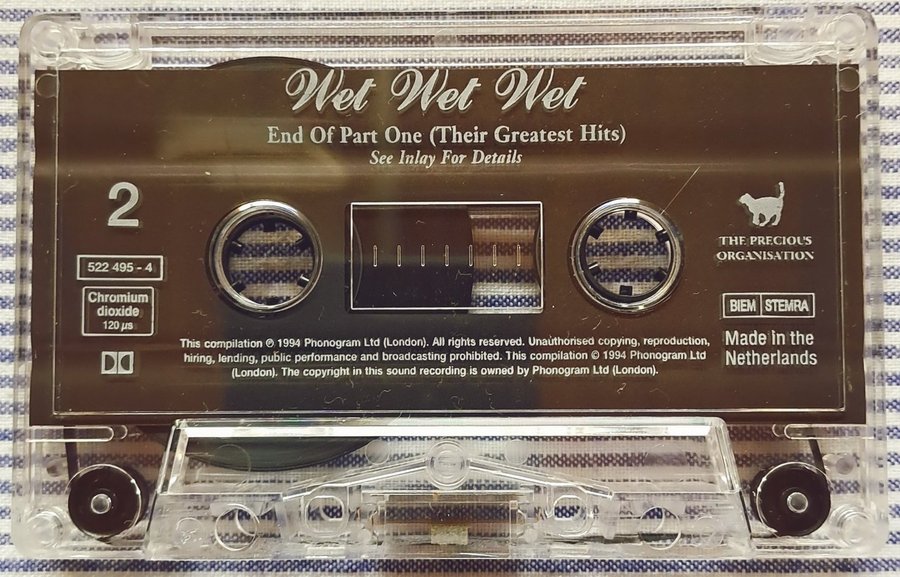 Wet Wet Wet
End Of Part One (Their Greatest Hits)
See Inlay For Details
2
522 495 - 4
Chromium
dioxide
120 µs
THE PRECIOUS
ORGANISATION
BIEM STEMRA
Made in the
Netherlands
This compilation ℗ 1994 Phonogram Ltd (London). All rights reserved. Unauthorised copying, reproduction,
hiring, lending, public performance and broadcasting prohibited. This compilation © 1994 Phonogram Ltd
(London). The copyright in this sound recording is owned by Phonogram Ltd (London).